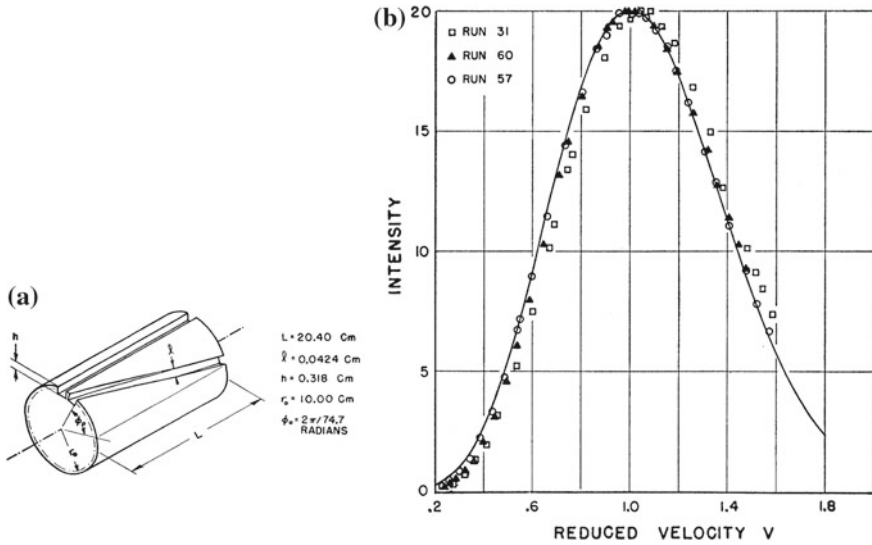 (a)
h
l
φ₀
r₀
L
L = 20.40 Cm
l = 0.0424 Cm
h = 0.318 Cm
r₀ = 10.00 Cm
φ₀ = 2π/74.7
RADIANS
(b)
□ RUN 31
▲ RUN 60
○ RUN 57
INTENSITY
20
15
10
5
0
.2 .6 1.0 1.4 1.8
REDUCED VELOCITY V